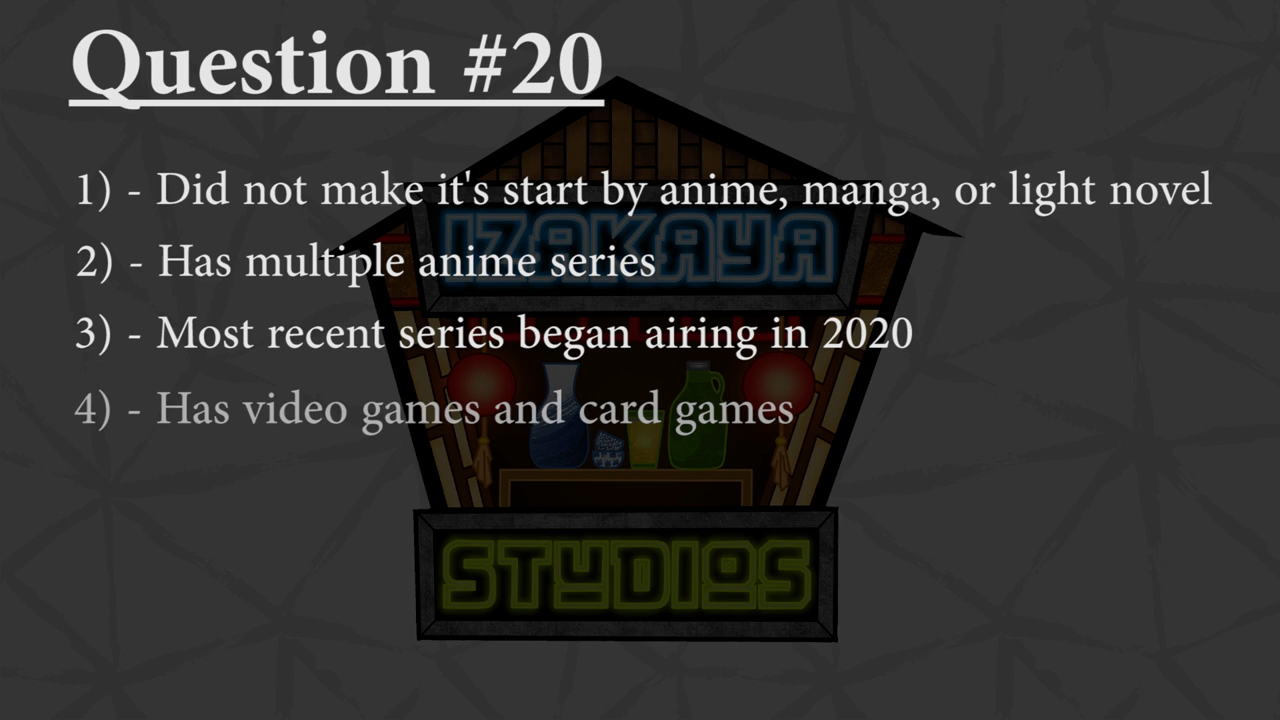 Question #20
1) - Did not make it's start by anime, manga, or light novel
IZAKAYA
2) - Has multiple anime series
3) - Most recent series began airing in 2020
4) - Has video games and card games
STUDIOS